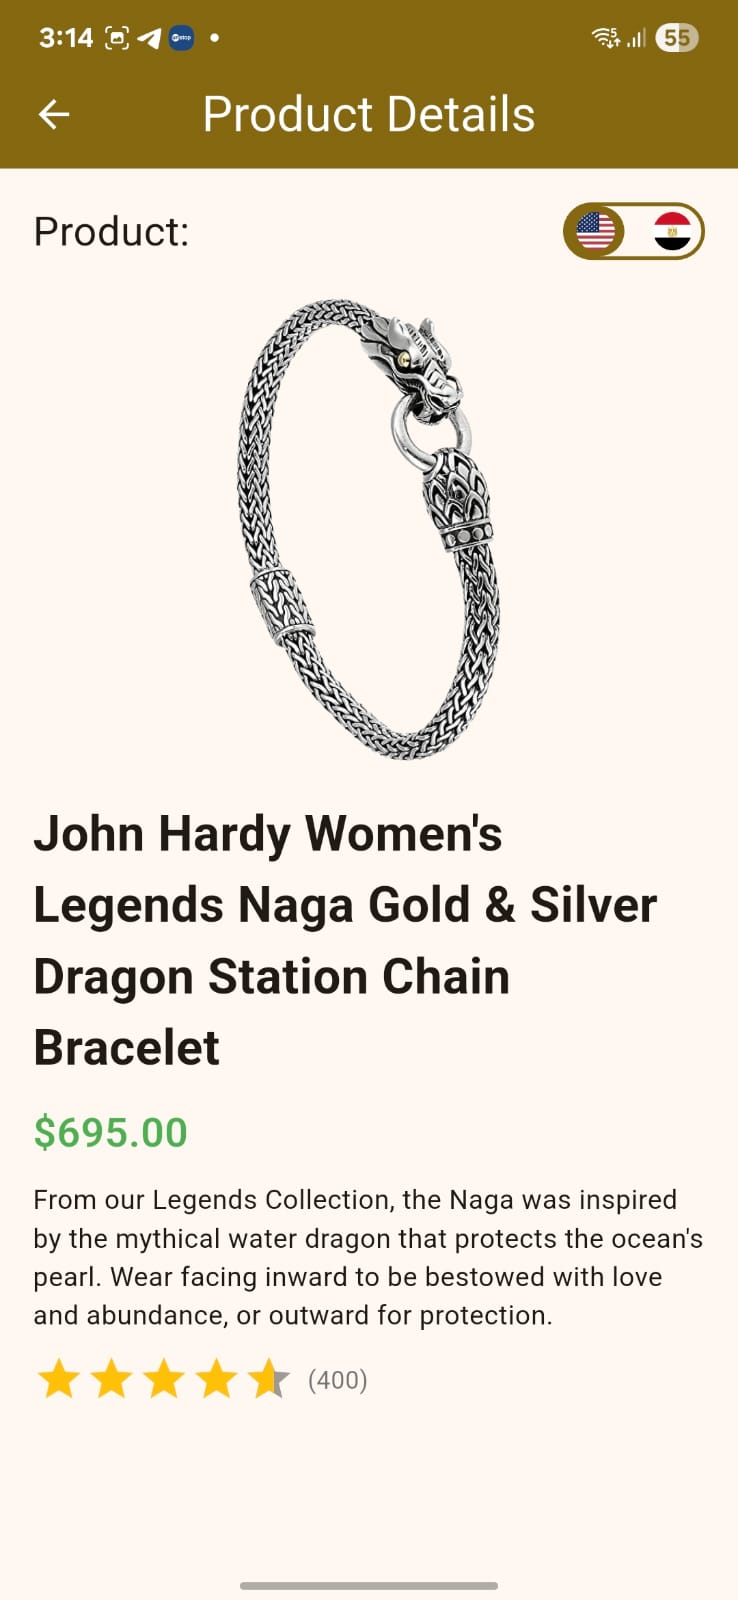 3:14
55
Product Details
Product:
John Hardy Women's
Legends Naga Gold & Silver
Dragon Station Chain
Bracelet
$695.00
From our Legends Collection, the Naga was inspired
by the mythical water dragon that protects the ocean's
pearl. Wear facing inward to be bestowed with love
and abundance, or outward for protection.
(400)